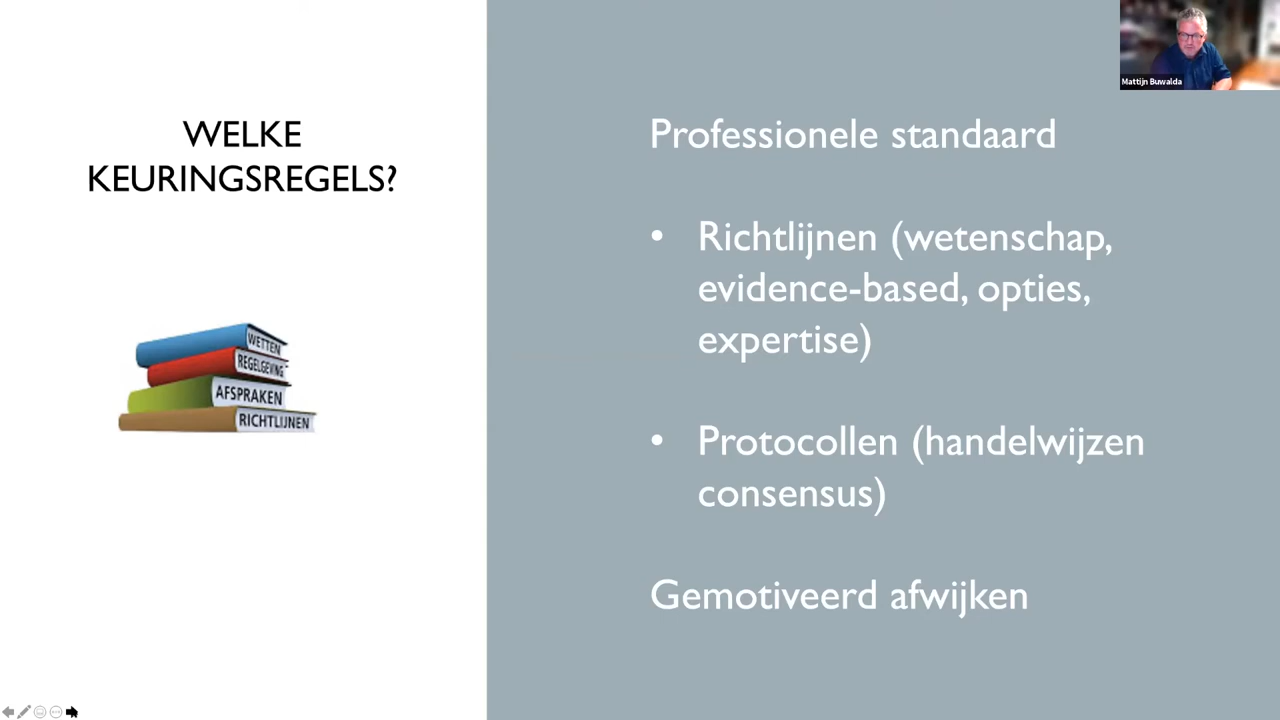 WELKE
KEURINGSREGELS?
WETTEN
REGELGEVING
AFSPRAKEN
RICHTLIJNEN
Professionele standaard
• Richtlijnen (wetenschap,
evidence-based, opties,
expertise)
• Protocollen (handelwijzen
consensus)
Gemotiveerd afwijken
Mattijn Buwalda